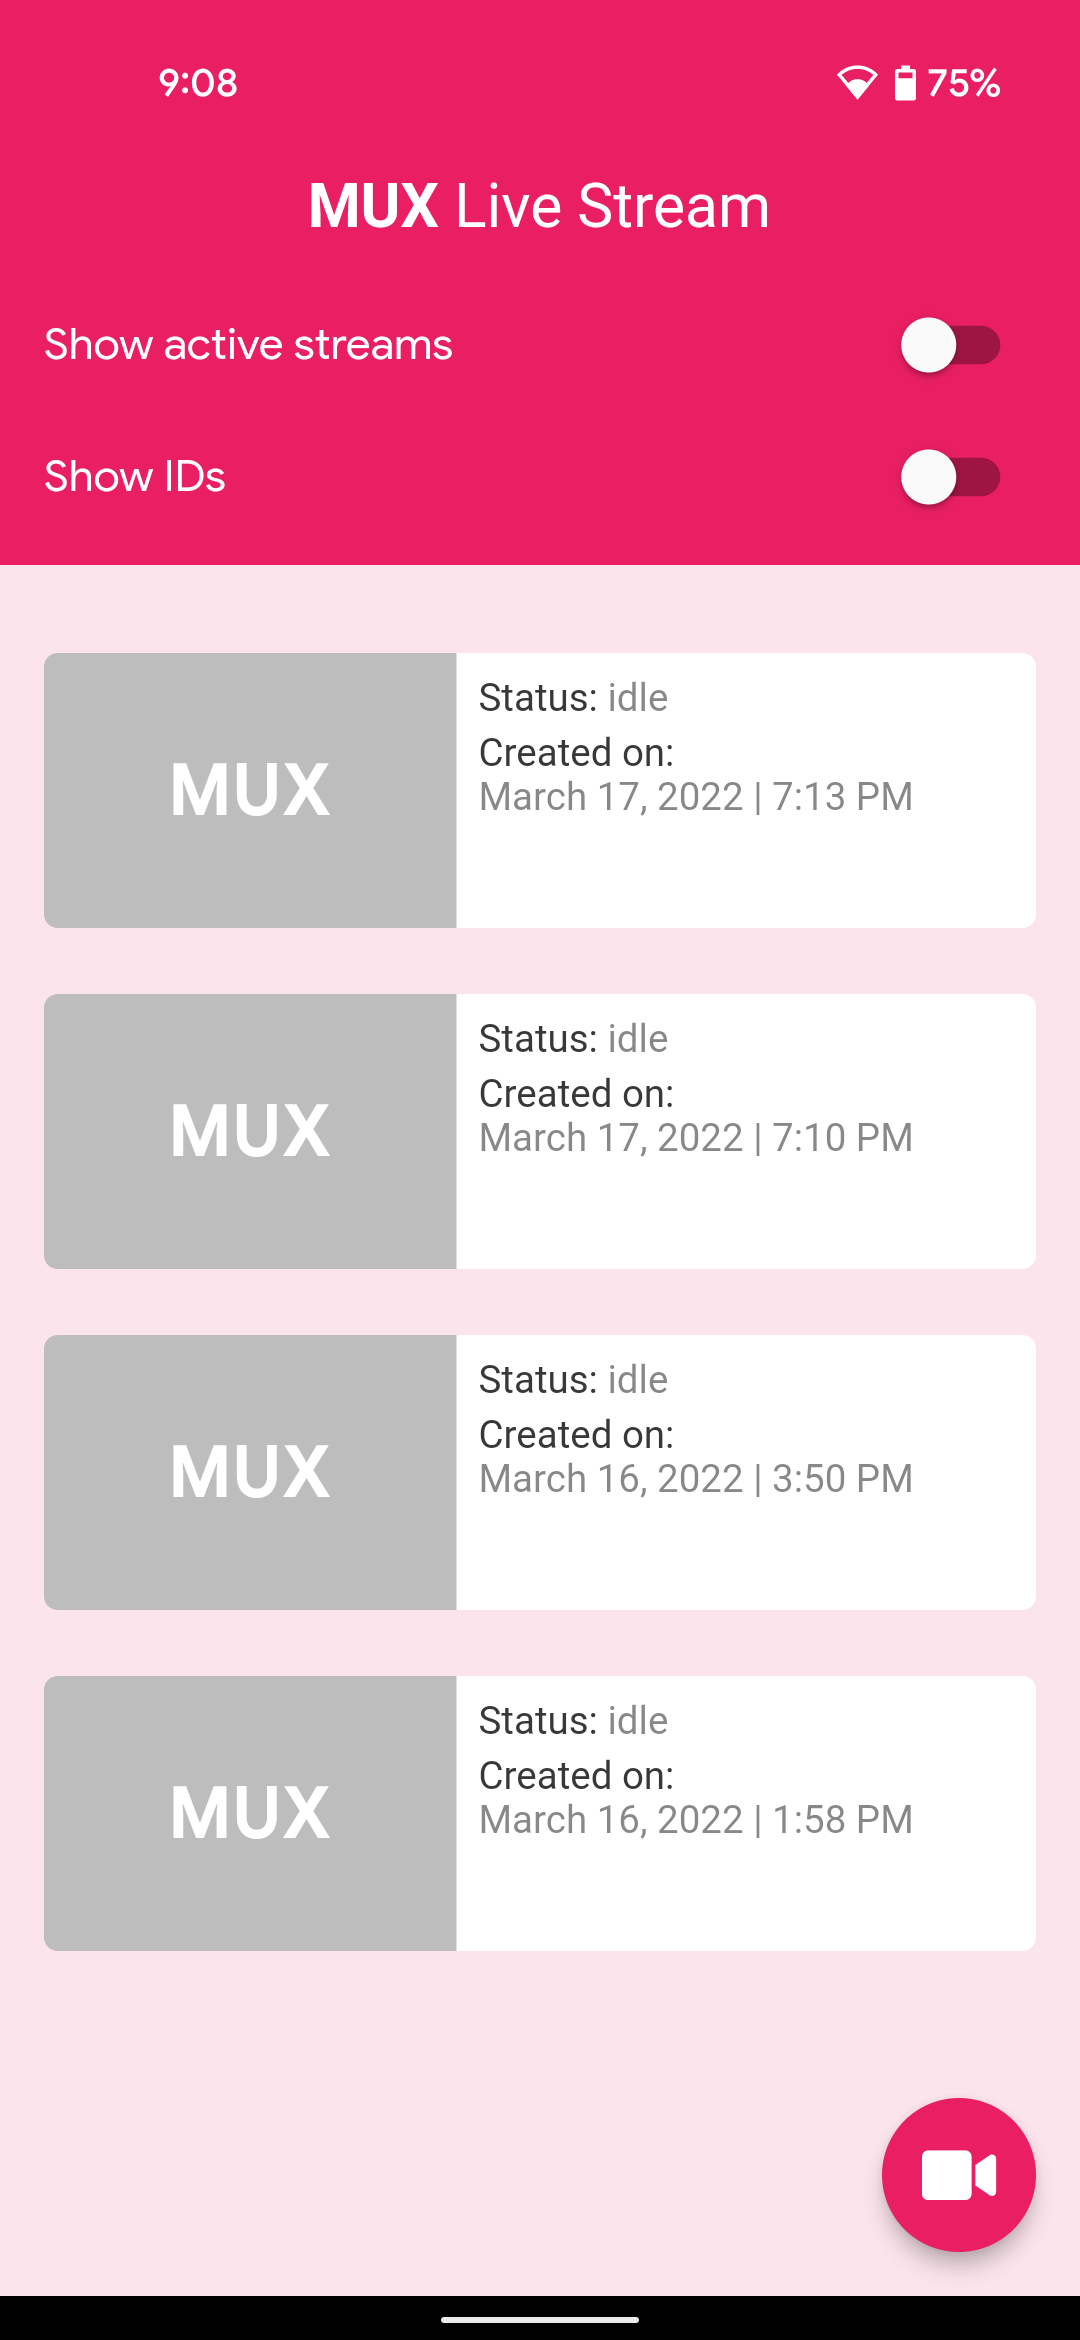 9:08 75%
MUX Live Stream
Show active streams
Show IDs
MUX
Status: idle
Created on:
March 17, 2022 | 7:13 PM
MUX
Status: idle
Created on:
March 17, 2022 | 7:10 PM
MUX
Status: idle
Created on:
March 16, 2022 | 3:50 PM
MUX
Status: idle
Created on:
March 16, 2022 | 1:58 PM